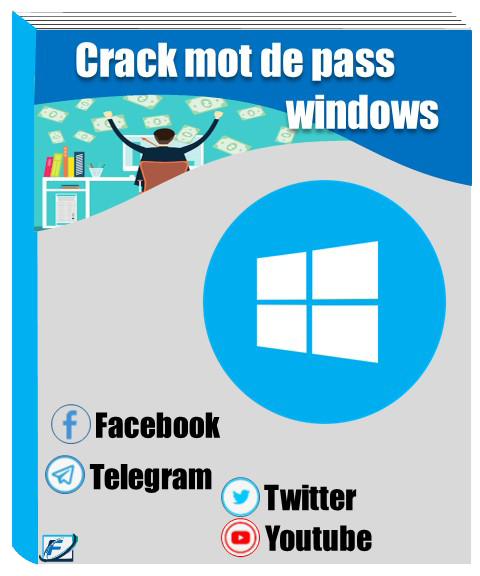 Crack mot de pass
windows
Facebook
Telegram
Twitter
Youtube